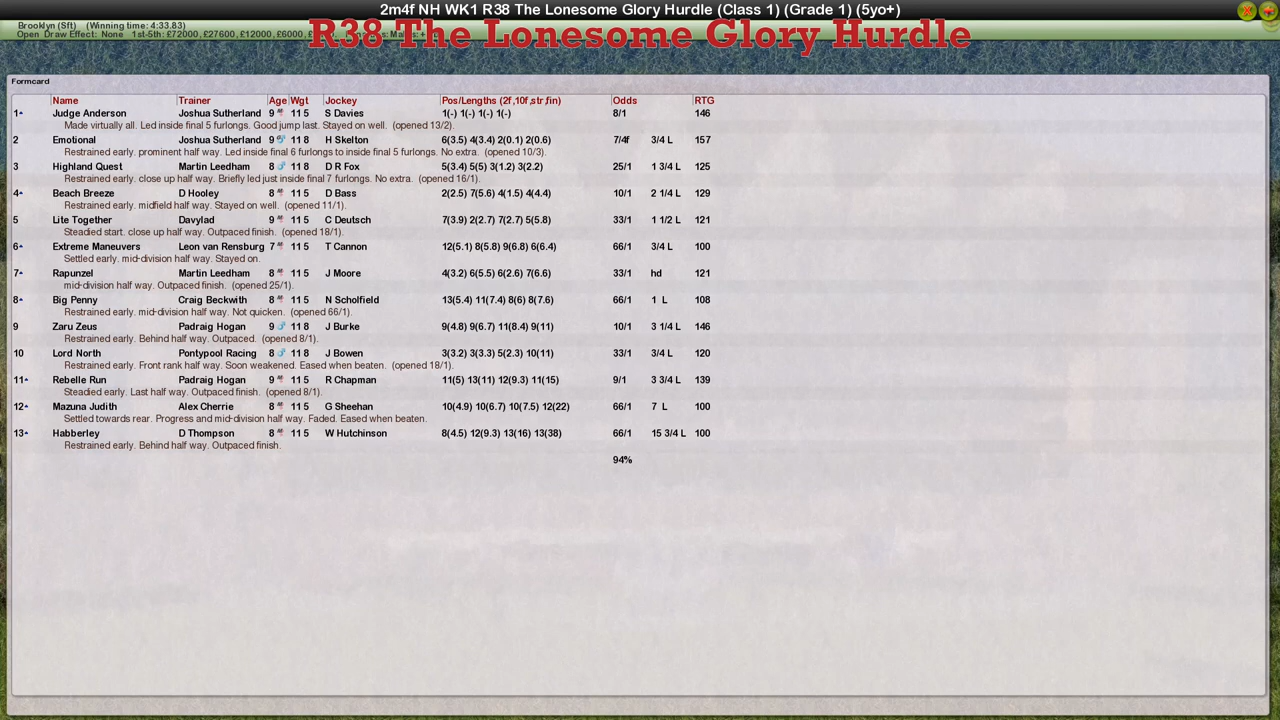 2m4f NH WK1 R38 The Lonesome Glory Hurdle (Class 1) (Grade 1) (5yo+)
R38 The Lonesome Glory Hurdle
Brooklyn (Sft) (Winning time: 4:33.83)
Open Draw Effect: None 1st-5th: £72000, £27600, £12000, £6000,
Formcard
Name Trainer Age Wgt Jockey Pos/Lengths (2f,10f,str,fin) Odds RTG
1 Judge Anderson Joshua Sutherland 9 11 5 S Davies 1(-) 1(-) 1(-) 1(-) 8/1 146
Made virtually all. Led inside final 5 furlongs. Good jump last. Stayed on well. (opened 13/2).
2 Emotional Joshua Sutherland 9 11 8 H Skelton 6(3.5) 4(3.4) 2(0.1) 2(0.6) 7/4f 3/4 L 157
Restrained early. prominent half way. Led inside final 6 furlongs to inside final 5 furlongs. No extra. (opened 10/3).
3 Highland Quest Martin Leedham 8 11 8 D R Fox 5(3.4) 5(5) 3(1.2) 3(2.2) 25/1 1 3/4 L 125
Restrained early. close up half way. Briefly led just inside final 7 furlongs. No extra. (opened 16/1).
4 Beach Breeze D Hooley 8 11 5 D Bass 2(2.5) 7(5.6) 4(1.5) 4(4.4) 10/1 2 1/4 L 129
Restrained early. midfield half way. Stayed on well. (opened 11/1).
5 Lite Together Davylad 9 11 5 C Deutsch 7(3.9) 2(2.7) 7(2.7) 5(5.8) 33/1 1 1/2 L 121
Steadied start. close up half way. Outpaced finish. (opened 18/1).
6 Extreme Maneuvers Leon van Rensburg 7 11 5 T Cannon 12(5.1) 8(5.8) 9(6.8) 6(6.4) 66/1 3/4 L 100
Settled early. mid-division half way. Stayed on.
7 Rapunzel Martin Leedham 8 11 5 J Moore 4(3.2) 6(5.5) 6(2.6) 7(6.6) 33/1 hd 121
mid-division half way. Outpaced finish. (opened 25/1).
8 Big Penny Craig Beckwith 8 11 5 N Scholfield 13(5.4) 11(7.4) 8(6) 8(7.6) 66/1 1 L 108
Restrained early. mid-division half way. Not quicken. (opened 66/1).
9 Zaru Zeus Padraig Hogan 9 11 8 J Burke 9(4.8) 9(6.7) 11(8.4) 9(11) 10/1 3 1/4 L 146
Restrained early. Behind half way. Outpaced. (opened 8/1).
10 Lord North Pontypool Racing 8 11 8 J Bowen 3(3.2) 3(3.3) 5(2.3) 10(11) 33/1 3/4 L 120
Restrained early. Front rank half way. Soon weakened. Eased when beaten. (opened 18/1).
11 Rebelle Run Padraig Hogan 9 11 5 R Chapman 11(5) 13(11) 12(9.3) 11(15) 9/1 3 3/4 L 139
Steadied early. Last half way. Outpaced finish. (opened 8/1).
12 Mazuna Judith Alex Cherrie 8 11 5 G Sheehan 10(4.9) 10(6.7) 10(7.5) 12(22) 66/1 7 L 100
Settled towards rear. Progress and mid-division half way. Faded. Eased when beaten.
13 Habberley D Thompson 8 11 5 W Hutchinson 8(4.5) 12(9.3) 13(16) 13(38) 66/1 15 3/4 L 100
Restrained early. Behind half way. Outpaced finish.
94%